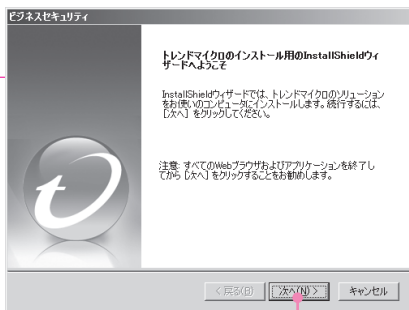 ビジネスセキュリティ
トレンドマイクロのインストール用のInstallShieldウィ
ザードへようこそ
InstallShieldウィザードでは、トレンドマイクロのソリューション
をお使いのコンピュータにインストールします。続行するには、
[次へ] をクリックしてください。
注意: すべてのWebブラウザおよびアプリケーションを終了し
てから [次へ] をクリックすることをお勧めします。
< 戻る(B)  次へ(N) >  キャンセル